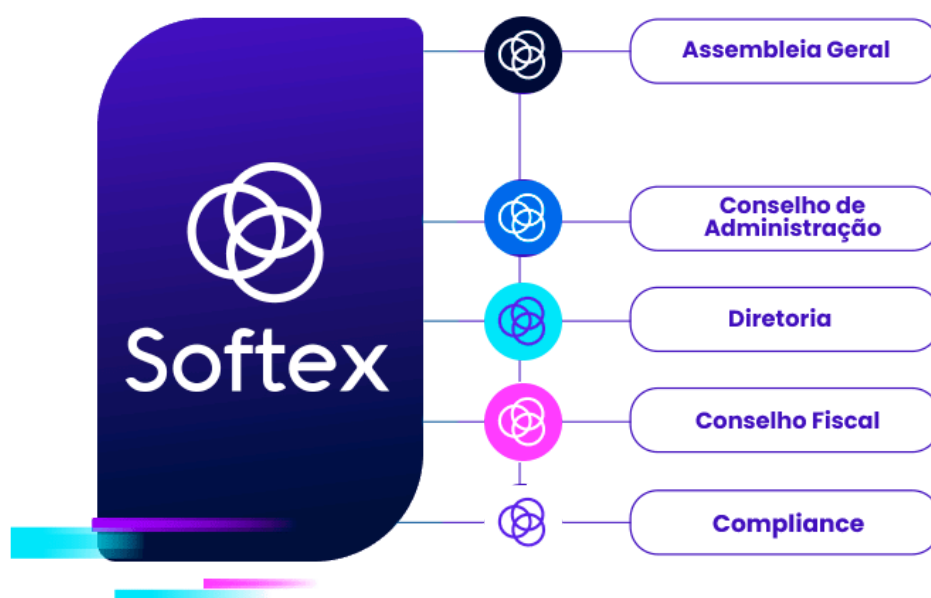 Softex
Assembleia Geral
Conselho de
Administração
Diretoria
Conselho Fiscal
Compliance